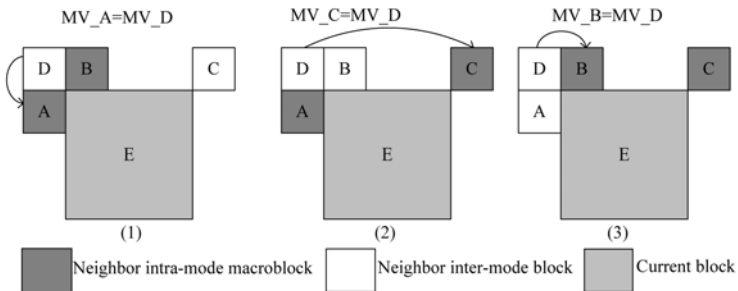 MV_A=MV_D MV_C=MV_D MV_B=MV_D
D B C D B C D B C
A A A
E E E
(1) (2) (3)
Neighbor intra-mode macroblock Neighbor inter-mode block Current block